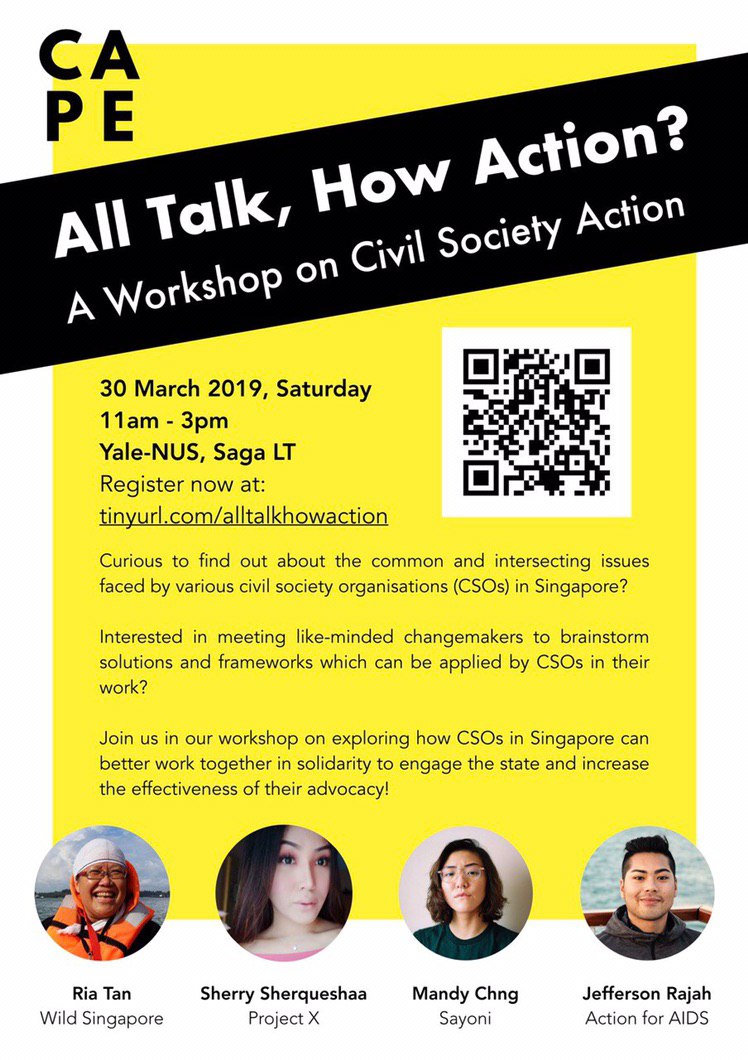 CA
PE
All Talk, How Action?
A Workshop on Civil Society Action
30 March 2019, Saturday
11am - 3pm
Yale-NUS, Saga LT
Register now at:
tinyurl.com/alltalkhowaction
Curious to find out about the common and intersecting issues
faced by various civil society organisations (CSOs) in Singapore?
Interested in meeting like-minded changemakers to brainstorm
solutions and frameworks which can be applied by CSOs in their
work?
Join us in our workshop on exploring how CSOs in Singapore can
better work together in solidarity to engage the state and increase
the effectiveness of their advocacy!
Ria Tan
Wild Singapore
Sherry Sherqueshaa
Project X
Mandy Chng
Sayoni
Jefferson Rajah
Action for AIDS